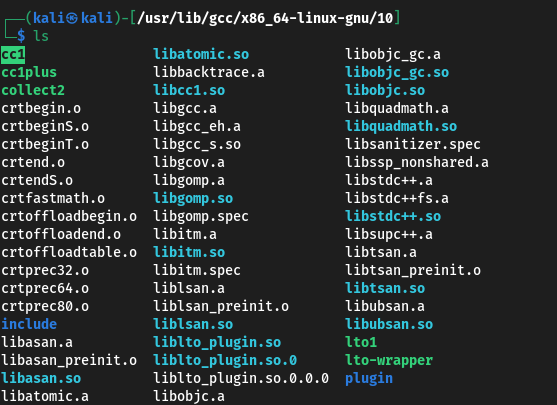 ┌──(kali㉿kali)-[/usr/lib/gcc/x86_64-linux-gnu/10]
└─$ ls
cc1 libatomic.so libobjc_gc.a
cc1plus libbacktrace.a libobjc_gc.so
collect2 libcc1.so libobjc.so
crtbegin.o libgcc.a libquadmath.a
crtbeginS.o libgcc_eh.a libquadmath.so
crtbeginT.o libgcc_s.so libsanitizer.spec
crtend.o libgcov.a libssp_nonshared.a
crtendS.o libgomp.a libstdc++.a
crtfastmath.o libgomp.so libstdc++fs.a
crtoffloadbegin.o libgomp.spec libstdc++.so
crtoffloadend.o libitm.a libsupc++.a
crtoffloadtable.o libitm.so libtsan.a
crtprec32.o libitm.spec libtsan_preinit.o
crtprec64.o liblsan.a libtsan.so
crtprec80.o liblsan_preinit.o libubsan.a
include liblsan.so libubsan.so
libasan.a liblto_plugin.so lto1
libasan_preinit.o liblto_plugin.so.0 lto-wrapper
libasan.so liblto_plugin.so.0.0.0 plugin
libatomic.a libobjc.a